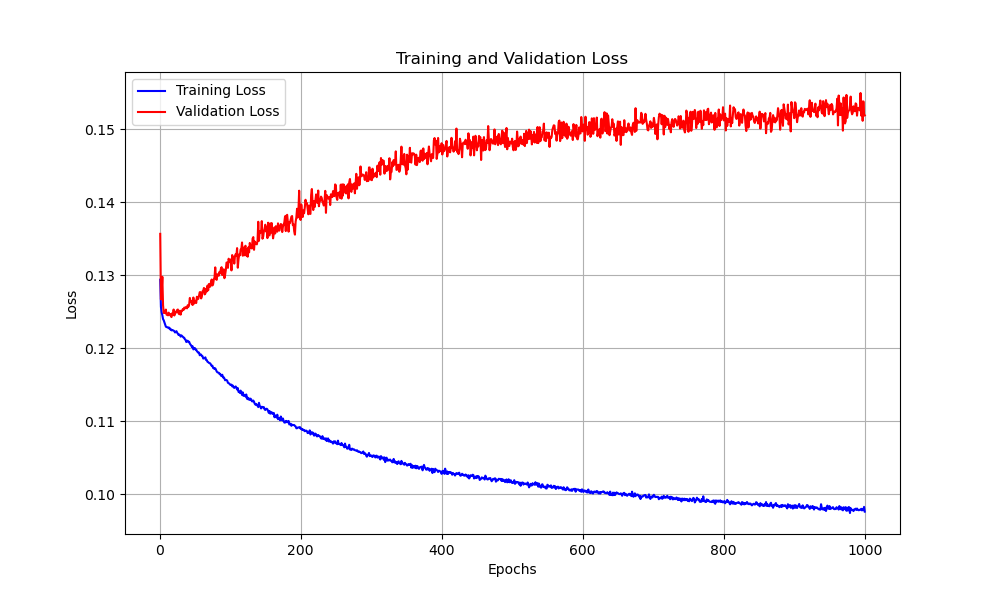 Training and Validation Loss
Training Loss
Validation Loss
Loss
0.15
0.14
0.13
0.12
0.11
0.10
0
200
400
600
800
1000
Epochs